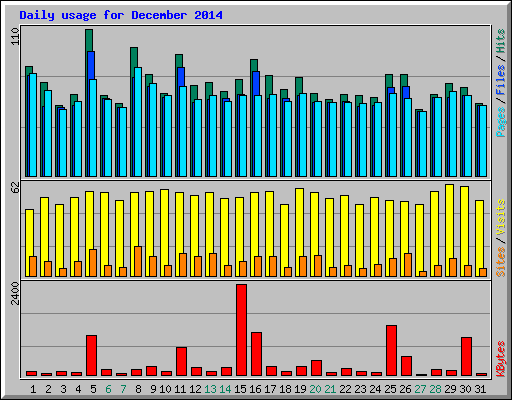 Daily usage for December 2014
110
Pages / Files / Hits
62
Sites / Visits
2400
KBytes
1 2 3 4 5 6 7 8 9 10 11 12 13 14 15 16 17 18 19 20 21 22 23 24 25 26 27 28 29 30 31